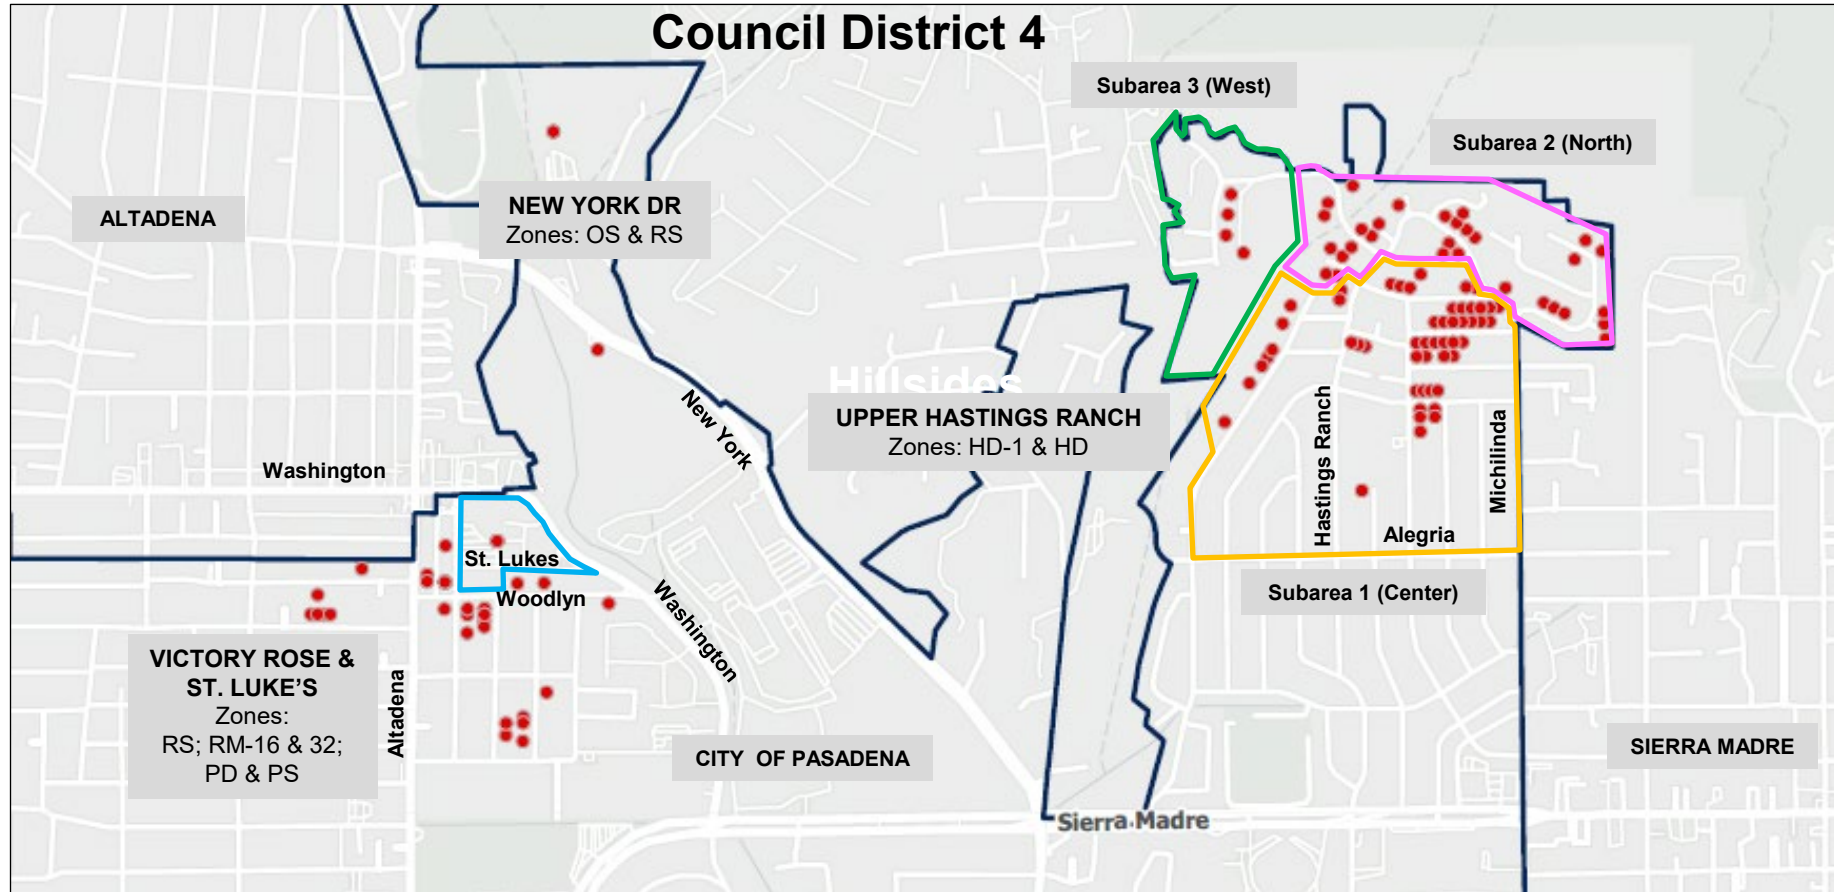 Council District 4
Subarea 3 (West)
Subarea 2 (North)
ALTADENA
NEW YORK DR
Zones: OS & RS
Hillsides
UPPER HASTINGS RANCH
Zones: HD-1 & HD
New York
Washington
Hastings Ranch
Michilinda
Alegria
St. Lukes
Woodlyn
Washington
Subarea 1 (Center)
VICTORY ROSE &
ST. LUKE’S
Zones:
RS; RM-16 & 32;
PD & PS
Altadena
CITY OF PASADENA
SIERRA MADRE
Sierra Madre